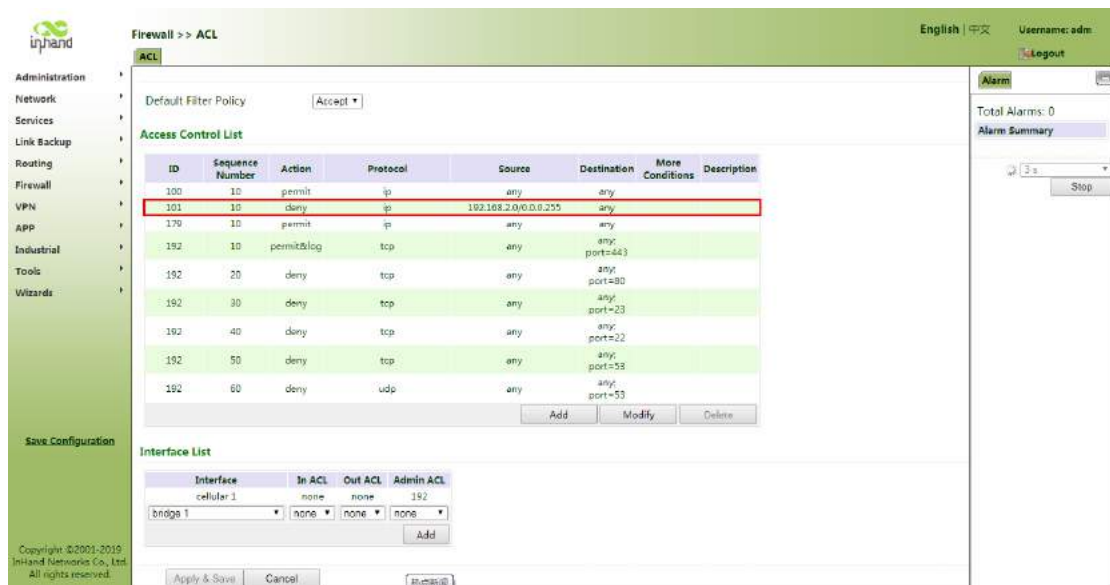 inhand
Firewall >> ACL
English | 中文
Username: adm
Logout
ACL
Administration
Network
Services
Link Backup
Routing
Firewall
VPN
APP
Industrial
Tools
Wizards
Save Configuration
Copyright ©2001-2019
InHand Networks Co., Ltd.
All rights reserved.
Default Filter Policy Accept
Access Control List
ID Sequence Number Action Protocol Source Destination More Conditions Description
100 10 permit ip any any
101 10 deny ip 192.168.2.0/0.0.0.255 any
179 10 permit ip any any
192 10 permit&log tcp any any; port=443
192 20 deny tcp any any; port=80
192 30 deny tcp any any; port=23
192 40 deny tcp any any; port=22
192 50 deny tcp any any; port=53
192 60 deny udp any any; port=53
Add Modify Delete
Interface List
Interface In ACL Out ACL Admin ACL
cellular 1 none none 192
bridge 1 none none none
Add
Apply & Save Cancel
Alarm
Total Alarms: 0
Alarm Summary
3 s
Stop